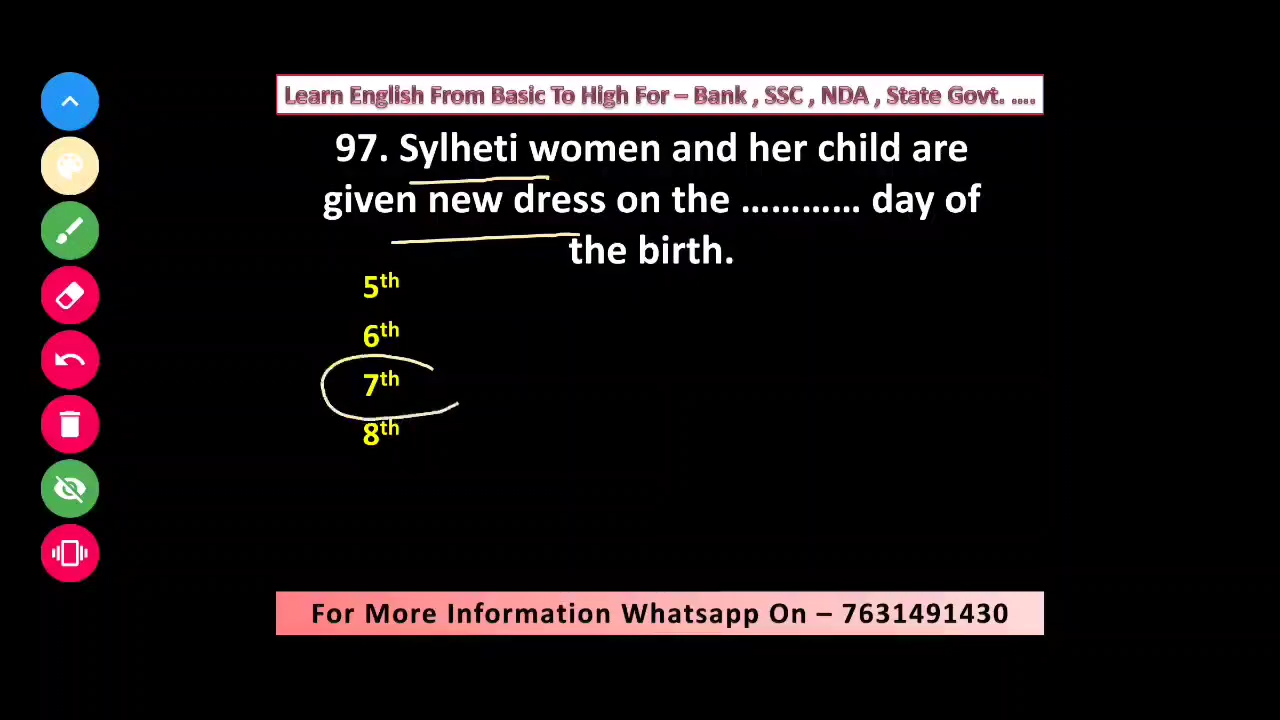 Learn English From Basic To High For – Bank , SSC , NDA , State Govt. ....
97. Sylheti women and her child are
given new dress on the ………… day of
the birth.
5th
6th
7th
8th
For More Information Whatsapp On – 7631491430